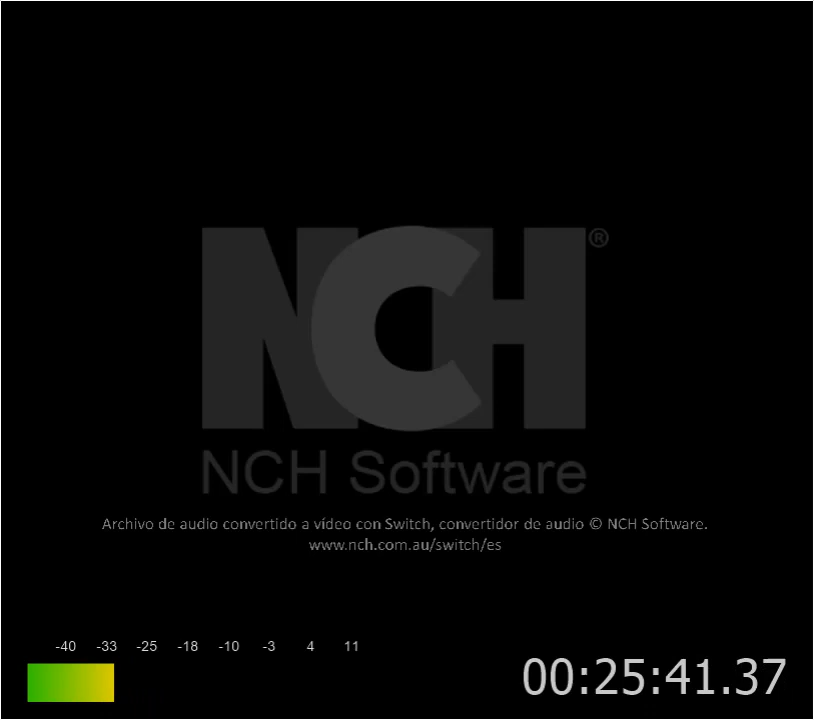 NCH®
NCH Software
Archivo de audio convertido a vídeo con Switch, convertidor de audio © NCH Software.
www.nch.com.au/switch/es
-40 -33 -25 -18 -10 -3 4 11
00:25:41.37